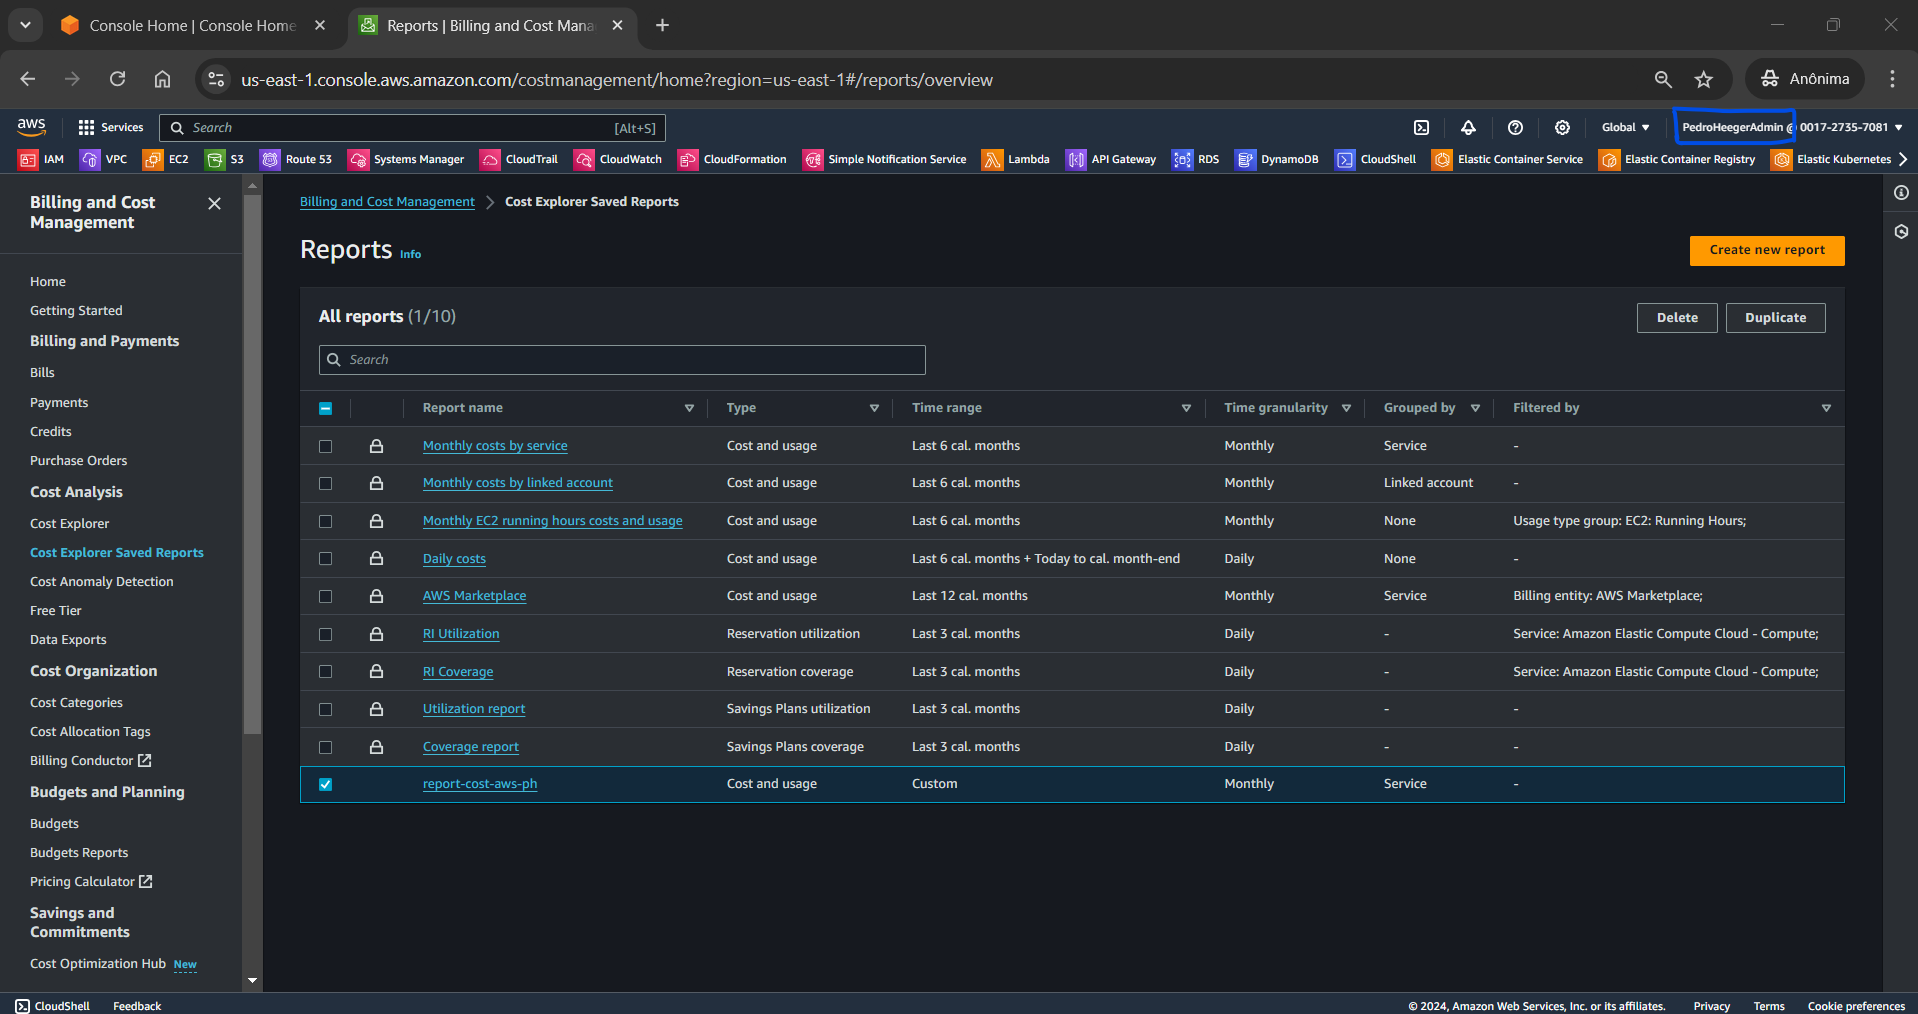 Console Home | Console Home
Reports | Billing and Cost Mana
us-east-1.console.aws.amazon.com/costmanagement/home?region=us-east-1#/reports/overview
Anônima
aws
Services
Search
[Alt+S]
Global
PedroHeegerAdmin @ 0017-2735-7081
IAM
VPC
EC2
S3
Route 53
Systems Manager
CloudTrail
CloudWatch
CloudFormation
Simple Notification Service
Lambda
API Gateway
RDS
DynamoDB
CloudShell
Elastic Container Service
Elastic Container Registry
Elastic Kubernetes
Billing and Cost
Management
Home
Getting Started
Billing and Payments
Bills
Payments
Credits
Purchase Orders
Cost Analysis
Cost Explorer
Cost Explorer Saved Reports
Cost Anomaly Detection
Free Tier
Data Exports
Cost Organization
Cost Categories
Cost Allocation Tags
Billing Conductor
Budgets and Planning
Budgets
Budgets Reports
Pricing Calculator
Savings and
Commitments
Cost Optimization Hub New
Billing and Cost Management > Cost Explorer Saved Reports
Reports Info
Create new report
All reports (1/10)
Delete
Duplicate
Search
Report name Type Time range Time granularity Grouped by Filtered by
Monthly costs by service Cost and usage Last 6 cal. months Monthly Service -
Monthly costs by linked account Cost and usage Last 6 cal. months Monthly Linked account -
Monthly EC2 running hours costs and usage Cost and usage Last 6 cal. months Monthly None Usage type group: EC2: Running Hours;
Daily costs Cost and usage Last 6 cal. months + Today to cal. month-end Daily None -
AWS Marketplace Cost and usage Last 12 cal. months Monthly Service Billing entity: AWS Marketplace;
RI Utilization Reservation utilization Last 3 cal. months Daily - Service: Amazon Elastic Compute Cloud - Compute;
RI Coverage Reservation coverage Last 3 cal. months Daily - Service: Amazon Elastic Compute Cloud - Compute;
Utilization report Savings Plans utilization Last 3 cal. months Daily - -
Coverage report Savings Plans coverage Last 3 cal. months Daily - -
report-cost-aws-ph Cost and usage Custom Monthly Service -
CloudShell
Feedback
© 2024, Amazon Web Services, Inc. or its affiliates.
Privacy
Terms
Cookie preferences